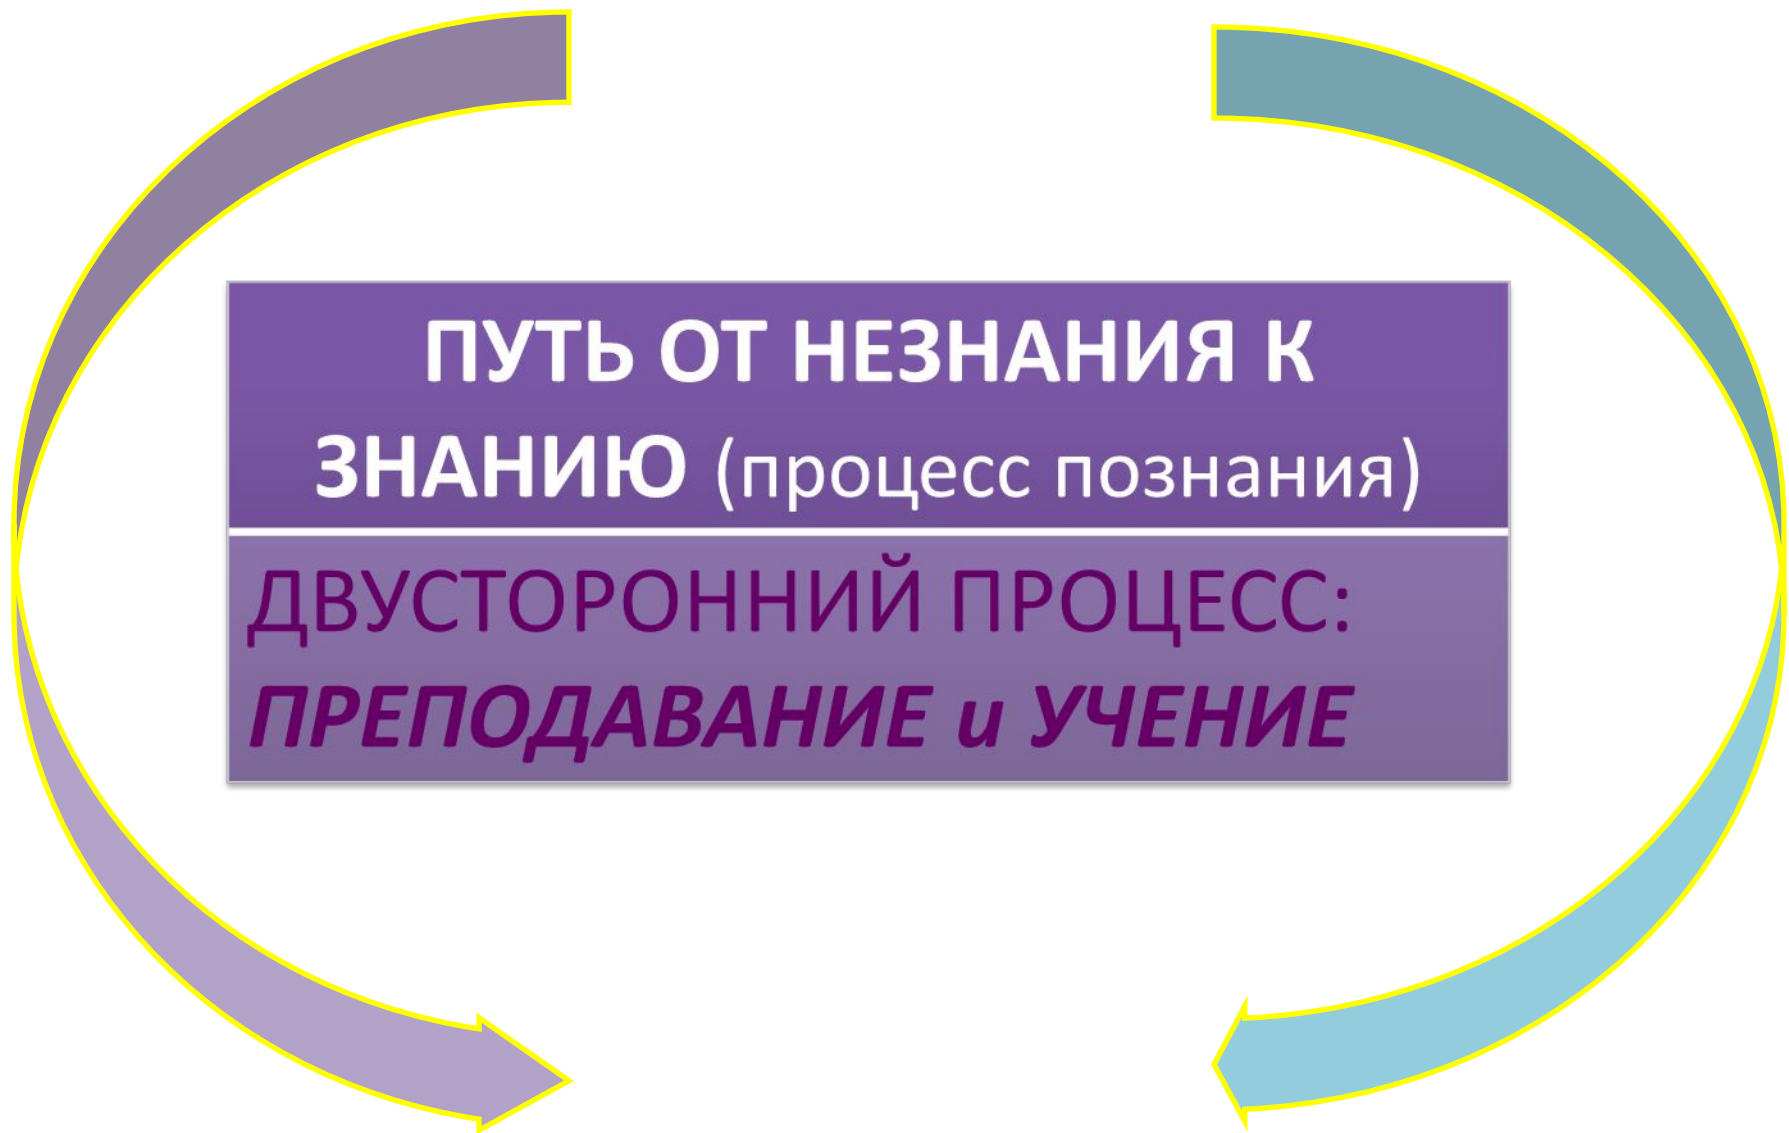 ПУТЬ ОТ НЕЗНАНИЯ К
ЗНАНИЮ (процесс познания)
ДВУСТОРОННИЙ ПРОЦЕСС:
ПРЕПОДАВАНИЕ и УЧЕНИЕ